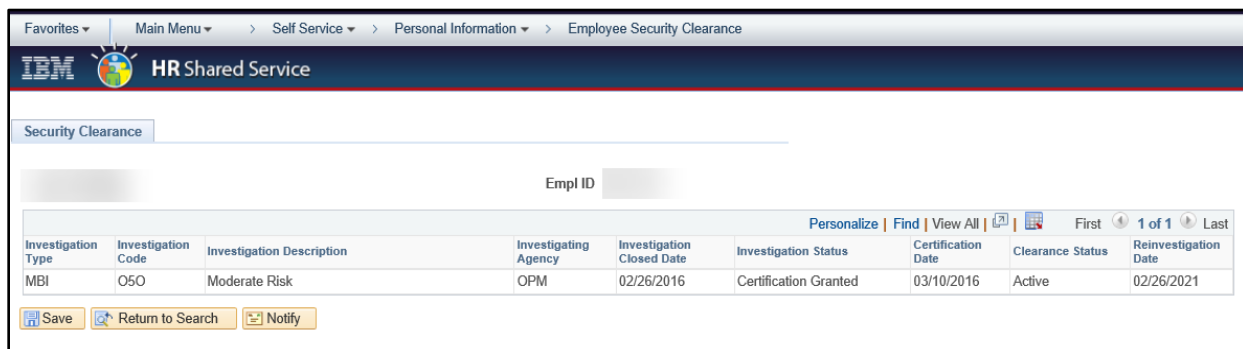 Favorites Main Menu > Self Service > Personal Information > Employee Security Clearance
IBM HR Shared Service
Security Clearance
Empl ID
Personalize | Find | View All | | First 1 of 1 Last
Investigation Type Investigation Code Investigation Description Investigating Agency Investigation Closed Date Investigation Status Certification Date Clearance Status Reinvestigation Date
MBI O5O Moderate Risk OPM 02/26/2016 Certification Granted 03/10/2016 Active 02/26/2021
Save Return to Search Notify